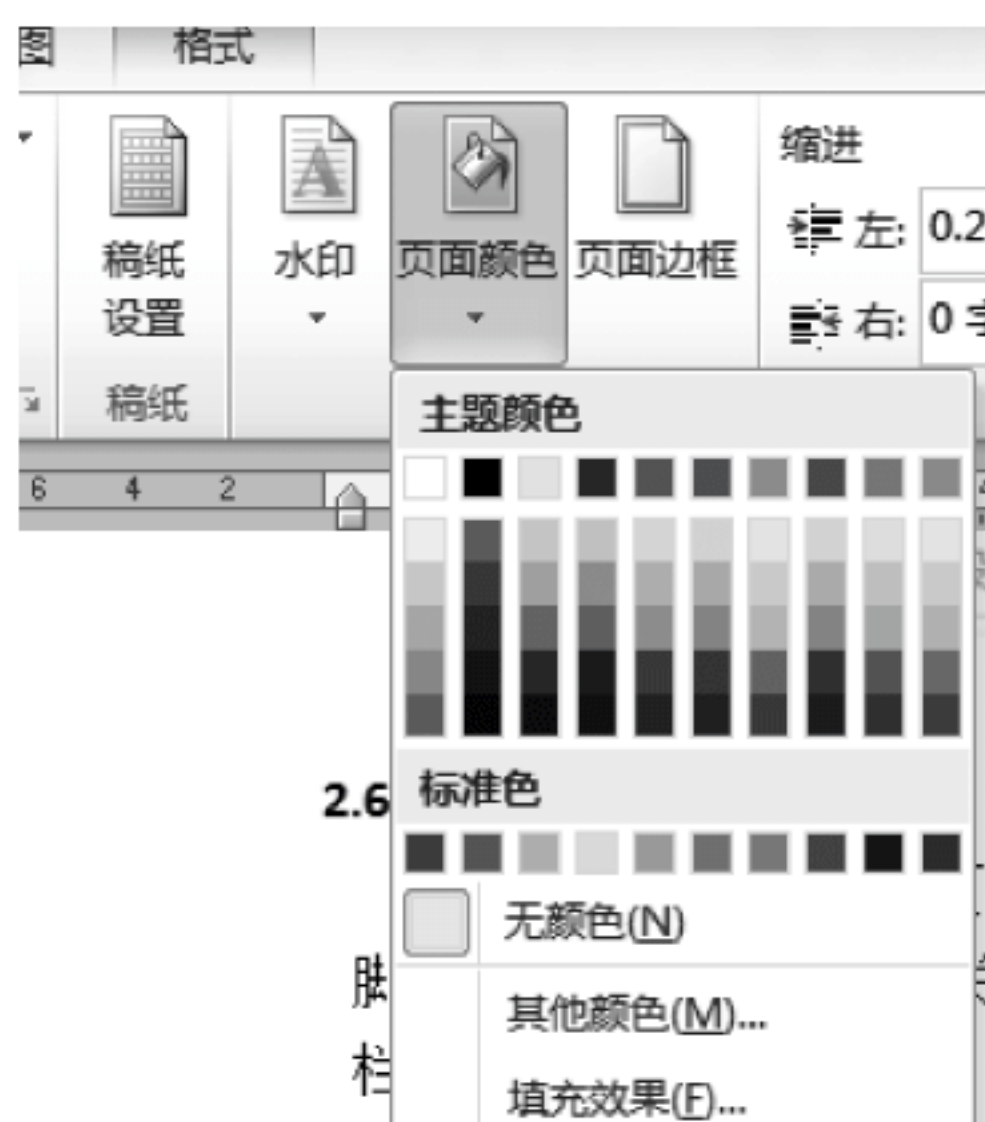 图 格式
缩进
左: 0.2
稿纸 水印 页面颜色 页面边框
设置
右: 0
稿纸
主题颜色
6 4 2
标准色
2.6
无颜色(N)
其他颜色(M)...
栏
填充效果(F)...